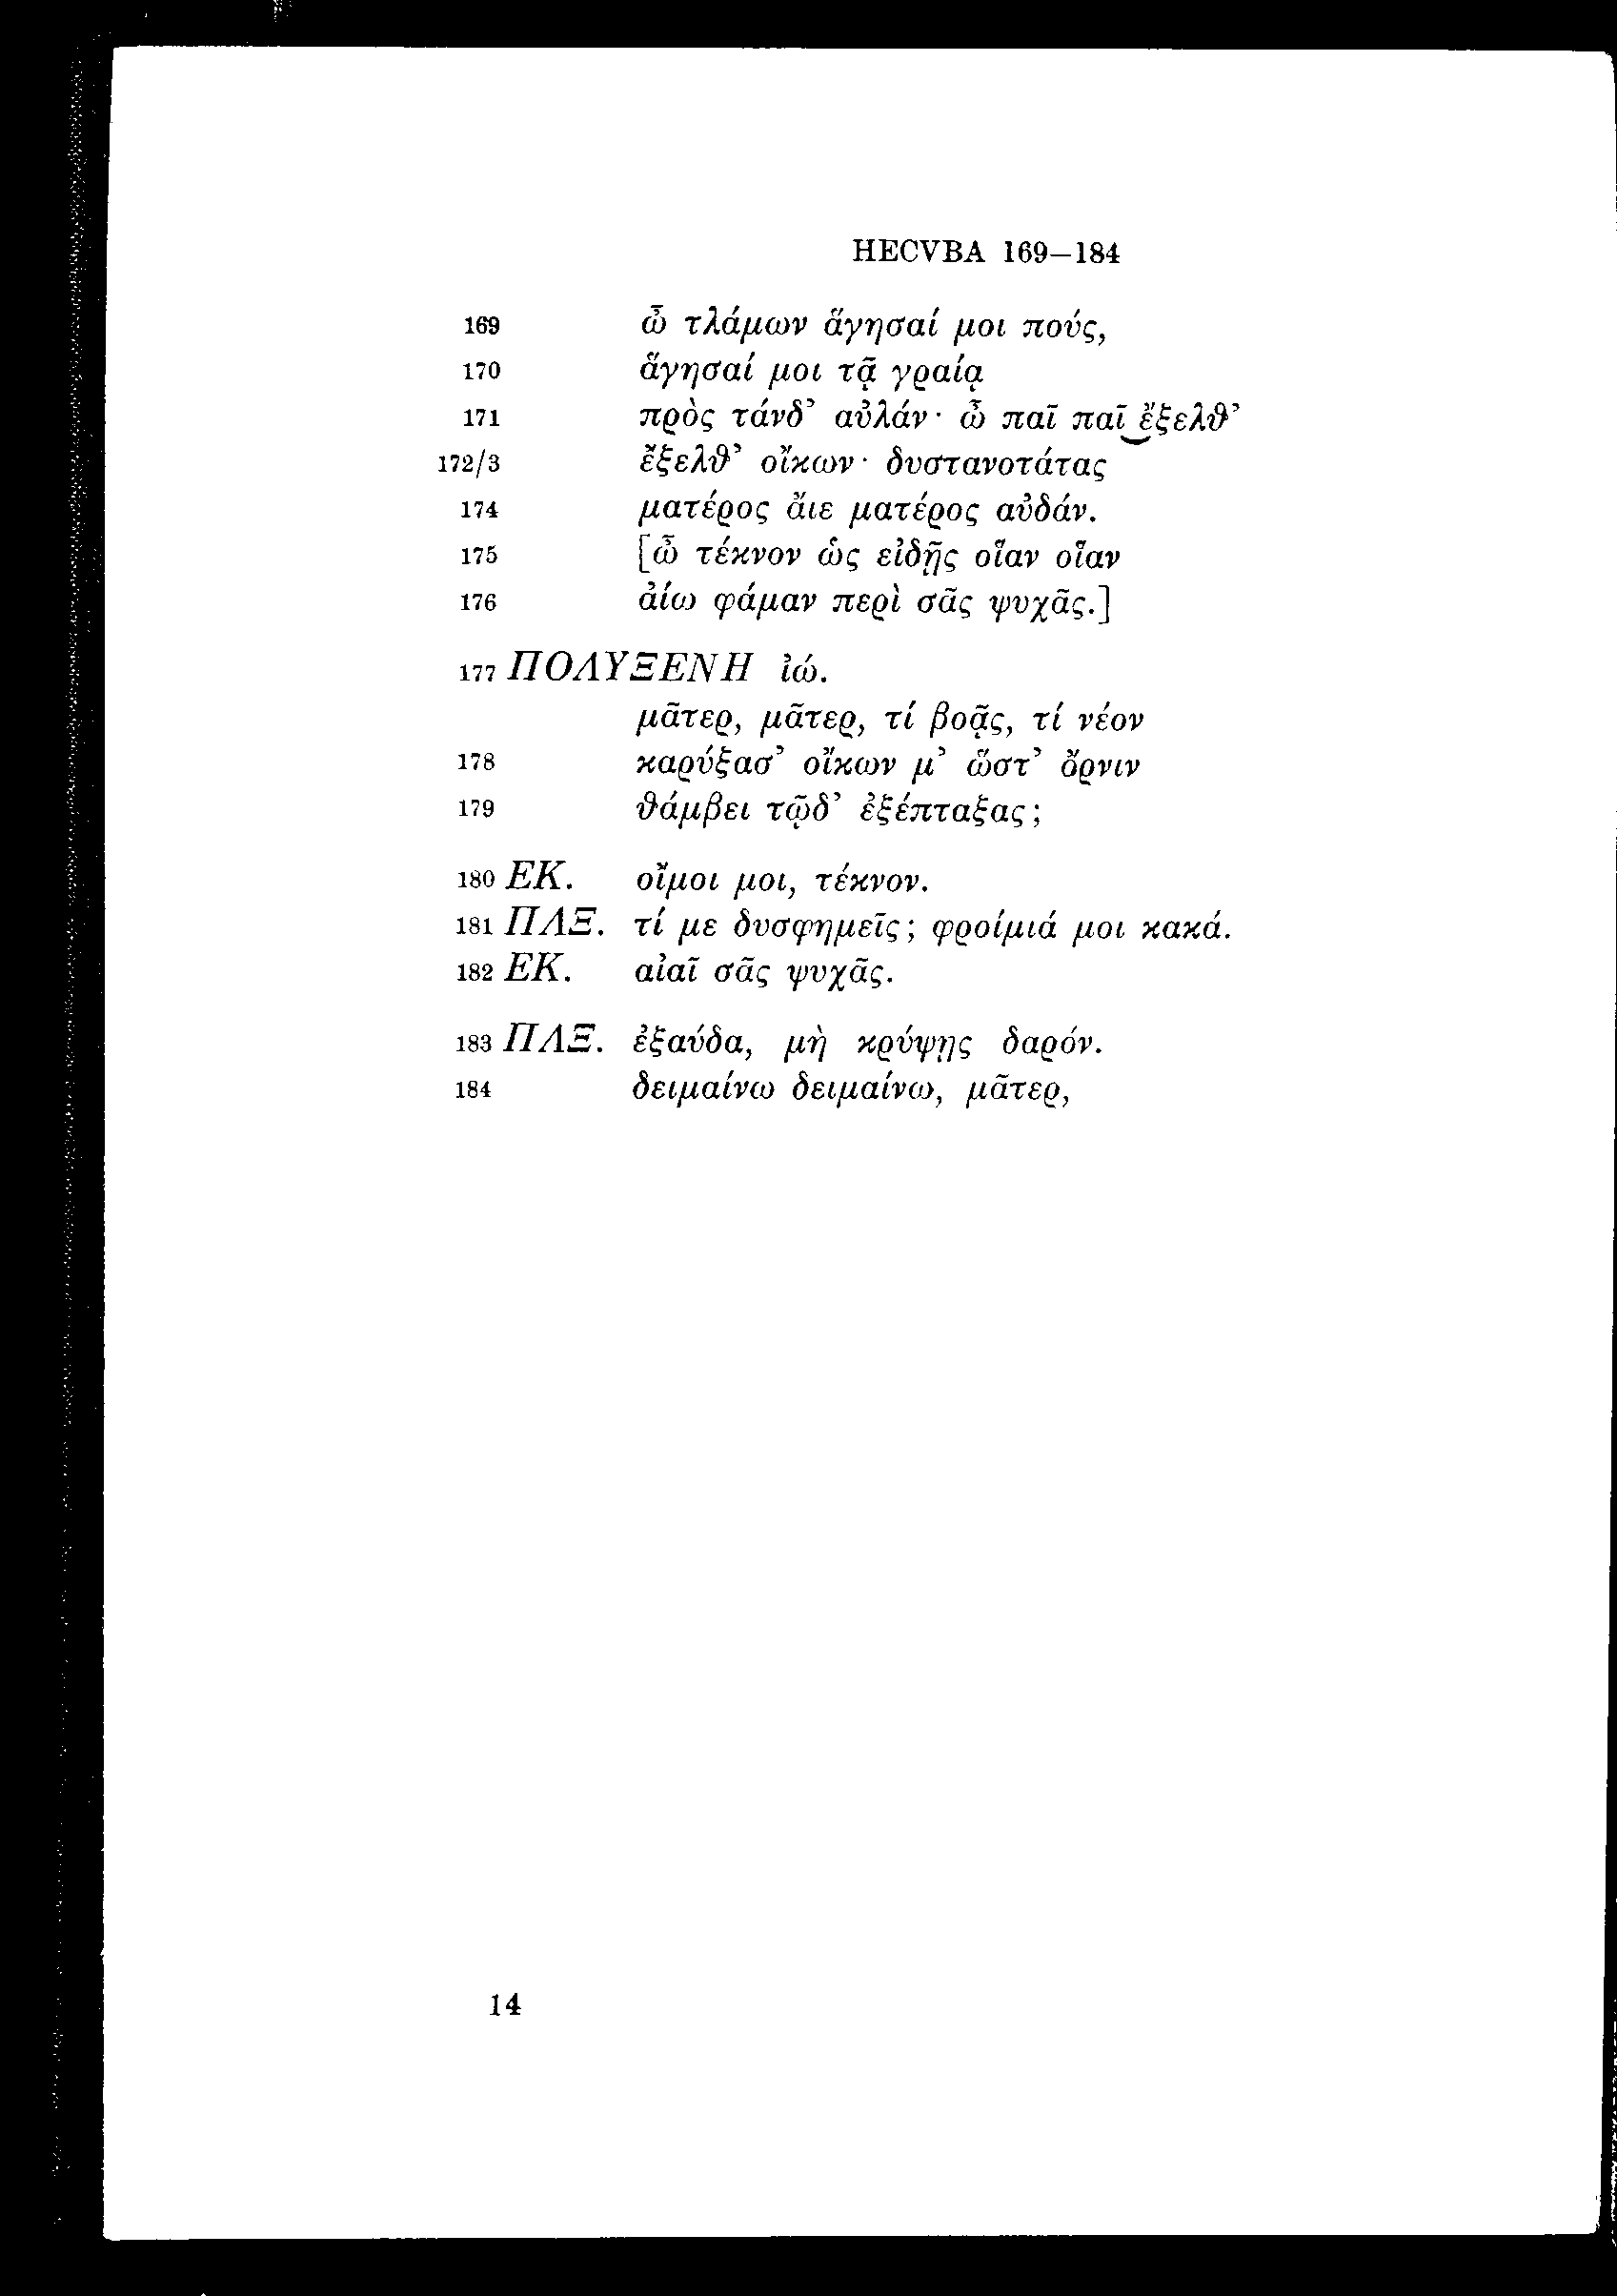 HECVBA 169–184
169 ὦ τλάμων ἅγησαί μοι πούς,
170 ἅγησαί μοι τᾷ γραίᾳ
171 πρὸς τάνδ’ αὐλάν· ὦ παῖ παῖ‿ἔξελθ’
172/3 ἔξελθ’ οἴκων· δυστανοτάτας
174 ματέρος ἄιε ματέρος αὐδάν.
175 [ὦ τέκνον ὡς εἰδῇς οἵαν οἵαν
176 ἀίω φάμαν περὶ σᾶς ψυχᾶς.]
177 ΠΟΛΥΞΕΝΗ ἰώ.
μᾶτερ, μᾶτερ, τί βοᾷς, τί νέον
178 καρύξασ’ οἴκων μ’ ὥστ’ ὄρνιν
179 θάμβει τῷδ’ ἐξέπταξας;
180 ΕΚ. οἴμοι μοι, τέκνον.
181 ΠΛΞ. τί με δυσφημεῖς; φροίμιά μοι κακά.
182 ΕΚ. αἰαῖ σᾶς ψυχᾶς.
183 ΠΛΞ. ἐξαύδα, μὴ κρύψῃς δαρόν.
184 δειμαίνω δειμαίνω, μᾶτερ,
14